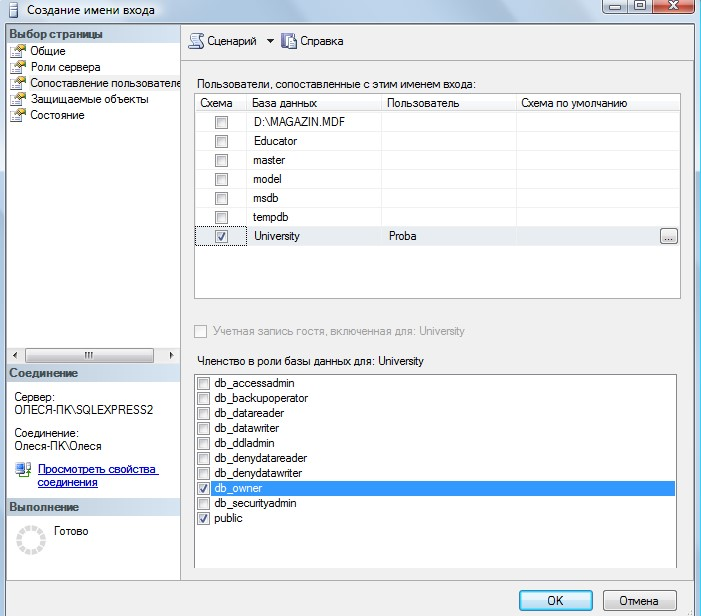 Создание имени входа
Выбор страницы
Общие
Роли сервера
Сопоставление пользователе
Защищаемые объекты
Состояние
Сценарий
Справка
Пользователи, сопоставленные с этим именем входа:
Схема База данных Пользователь Схема по умолчанию
D:\MAGAZIN.MDF
Educator
master
model
msdb
tempdb
University Proba ...
Учетная запись гостя, включенная для: University
Членство в роли базы данных для: University
db_accessadmin
db_backupoperator
db_datareader
db_datawriter
db_ddladmin
db_denydatareader
db_denydatawriter
db_owner
db_securityadmin
public
Соединение
Сервер:
ОЛЕСЯ-ПК\SQLEXPRESS2
Соединение:
Олеся-ПК\Олеся
Просмотреть свойства
соединения
Выполнение
Готово
OK Отмена